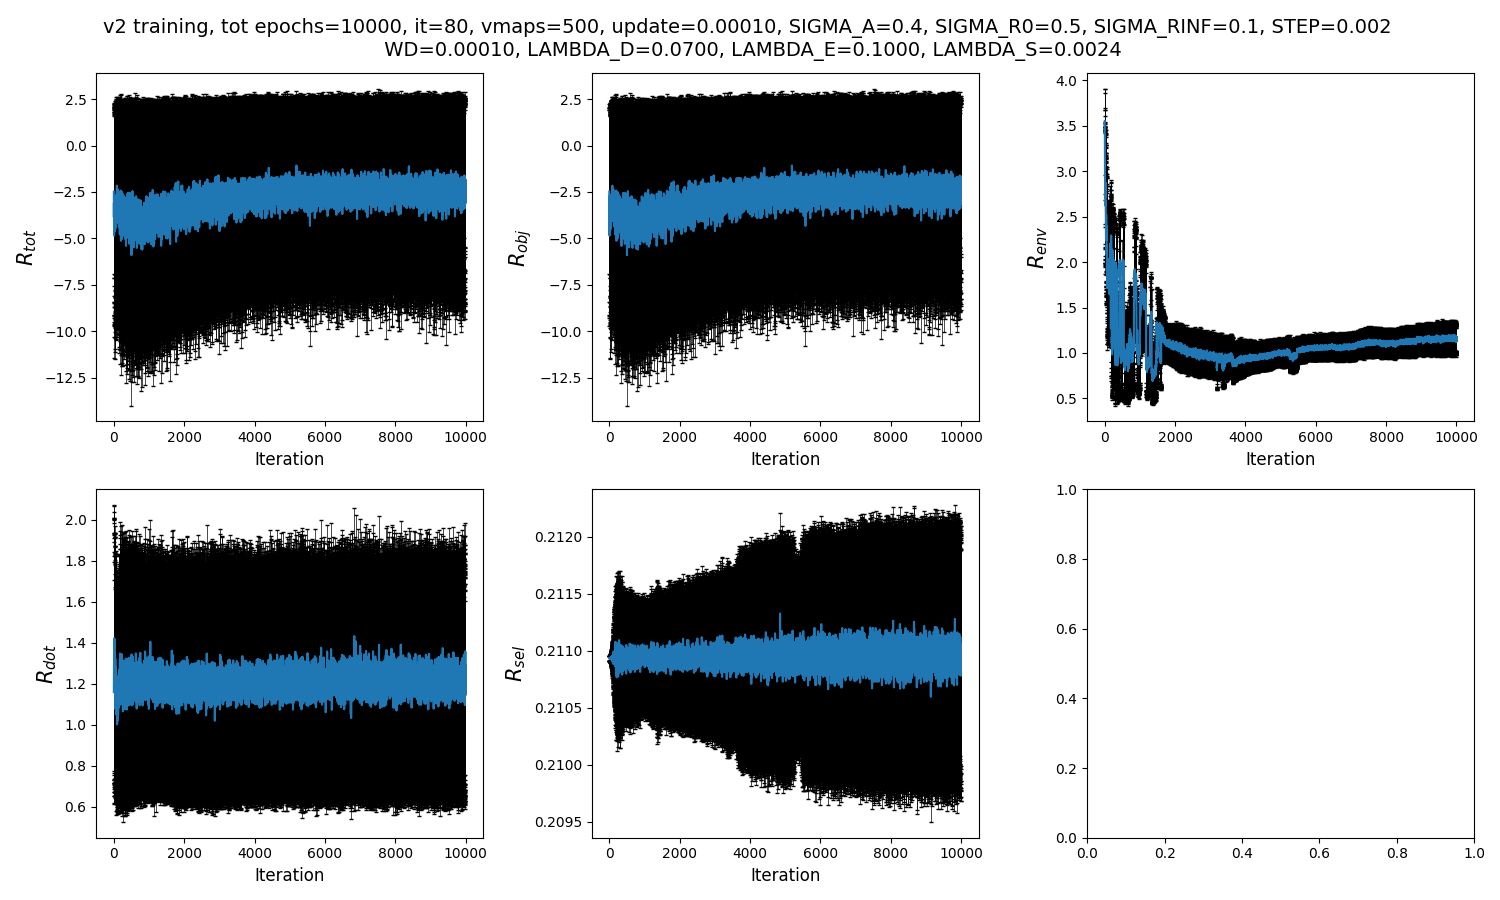 v2 training, tot epochs=10000, it=80, vmaps=500, update=0.00010, SIGMA_A=0.4, SIGMA_R0=0.5, SIGMA_RINF=0.1, STEP=0.002
WD=0.00010, LAMBDA_D=0.0700, LAMBDA_E=0.1000, LAMBDA_S=0.0024
2.5
0.0
−2.5
−5.0
−7.5
−10.0
−12.5
R_tot
0 2000 4000 6000 8000 10000
Iteration
2.5
0.0
−2.5
−5.0
−7.5
−10.0
−12.5
R_obj
0 2000 4000 6000 8000 10000
Iteration
4.0
3.5
3.0
2.5
2.0
1.5
1.0
0.5
R_env
0 2000 4000 6000 8000 10000
Iteration
2.0
1.8
1.6
1.4
1.2
1.0
0.8
0.6
R_dot
0 2000 4000 6000 8000 10000
Iteration
0.2120
0.2115
0.2110
0.2105
0.2100
0.2095
R_sel
0 2000 4000 6000 8000 10000
Iteration
1.0
0.8
0.6
0.4
0.2
0.0
0.0 0.2 0.4 0.6 0.8 1.0